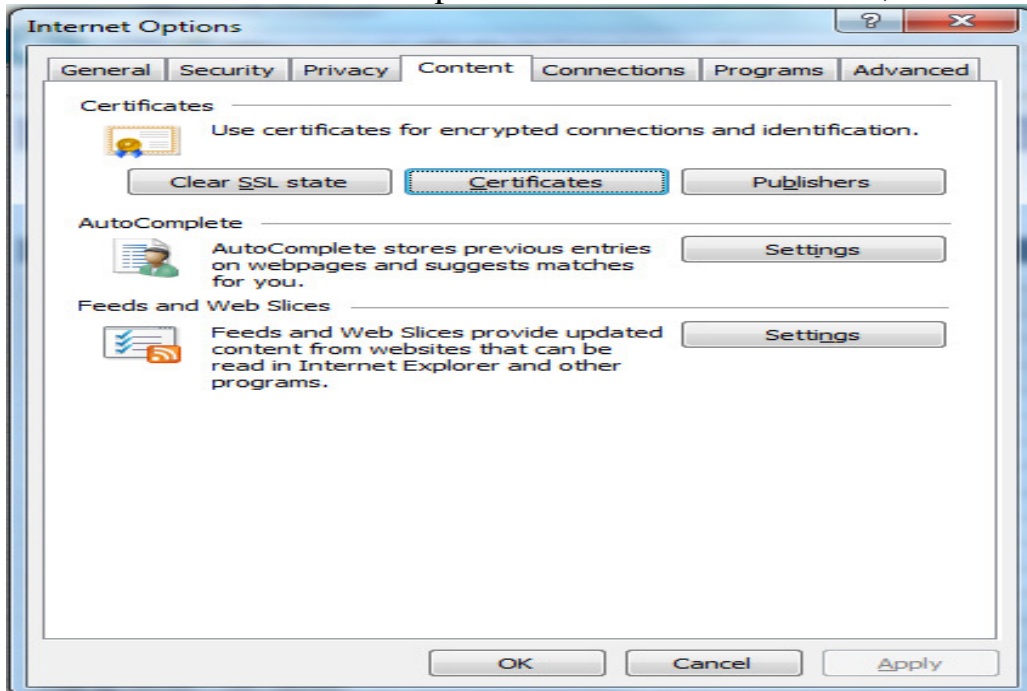 Internet Options
General Security Privacy Content Connections Programs Advanced
Certificates
Use certificates for encrypted connections and identification.
Clear SSL state Certificates Publishers
AutoComplete
AutoComplete stores previous entries Settings
on webpages and suggests matches
for you.
Feeds and Web Slices
Feeds and Web Slices provide updated Settings
content from websites that can be
read in Internet Explorer and other
programs.
OK Cancel Apply